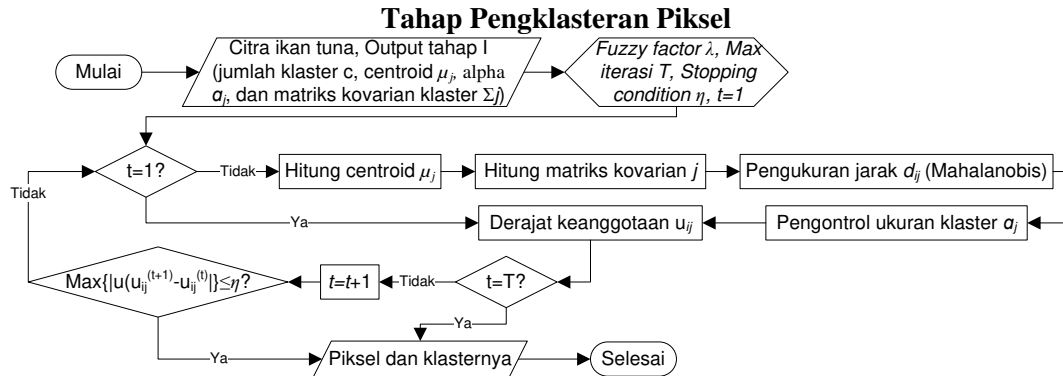 Tahap Pengklasteran Piksel
Mulai
Citra ikan tuna, Output tahap I
(jumlah klaster c, centroid μj, alpha
αj, dan matriks kovarian klaster Σj)
Fuzzy factor λ, Max
iterasi T, Stopping
condition η, t=1
t=1?
Tidak
Hitung centroid μj
Hitung matriks kovarian j
Pengukuran jarak dij (Mahalanobis)
Tidak
Ya
Derajat keanggotaan uij
Pengontrol ukuran klaster αj
Max{|u(uij(t+1)-uij(t)|}≤η?
t=t+1
Tidak
t=T?
Ya
Ya
Piksel dan klasternya
Selesai